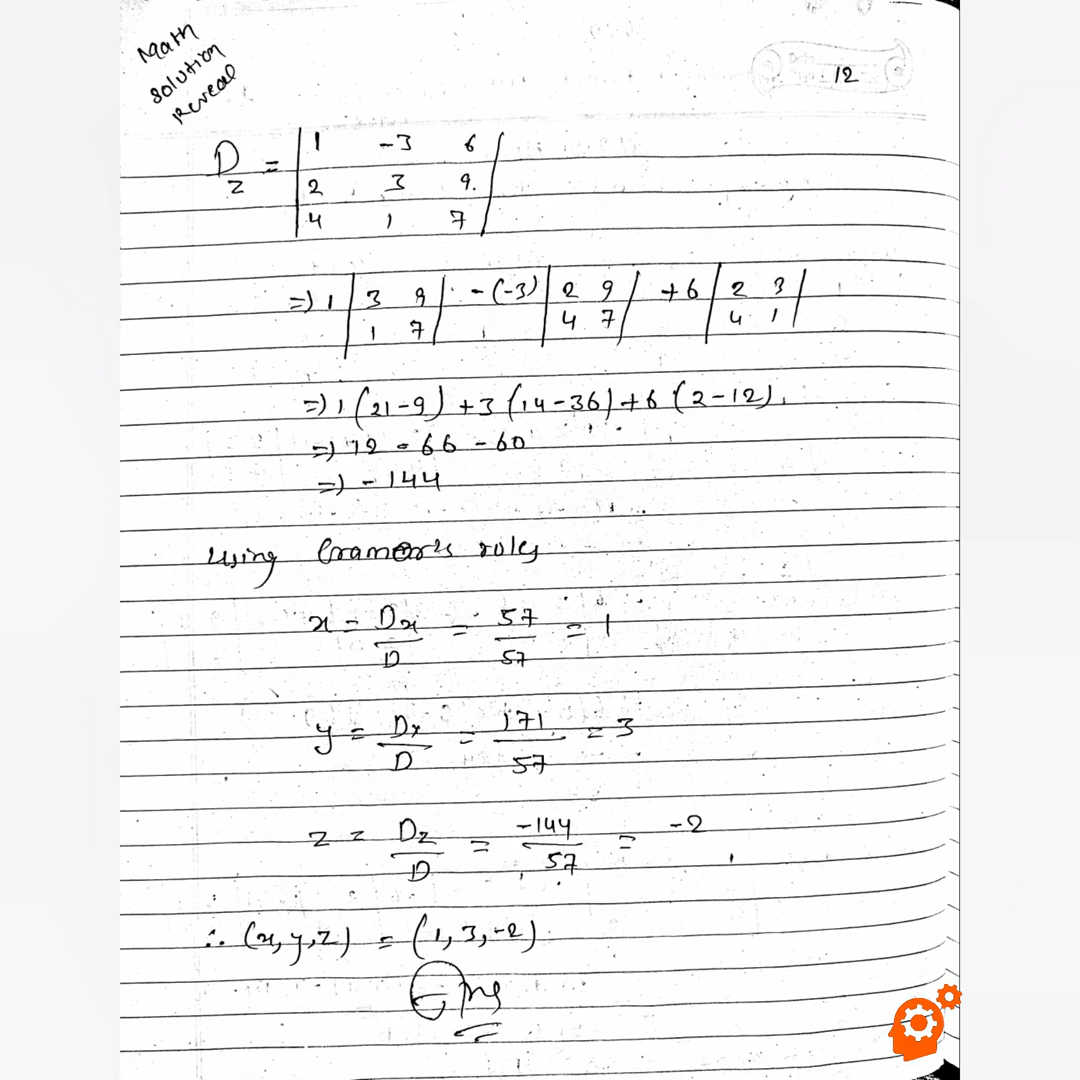 Math
solution
reveal
12
D_z = | 1 -3 6 |
| 2 3 9. |
| 4 1 7 |
=) 1 | 3 9 | - (-3) | 2 9 | + 6 | 2 3 |
| 1 7 | | 4 7 | | 4 1 |
=) 1 (21-9) + 3 (14-36) + 6 (2-12).
=) 12 - 66 - 60
=) - 144
using Cramer's rules
x = Dx/D = 57/57 = 1
y = Dy/D = 171/57 = 3
z = Dz/D = -144/57 = -2
∴ (x, y, z) = (1, 3, -2)
Ans